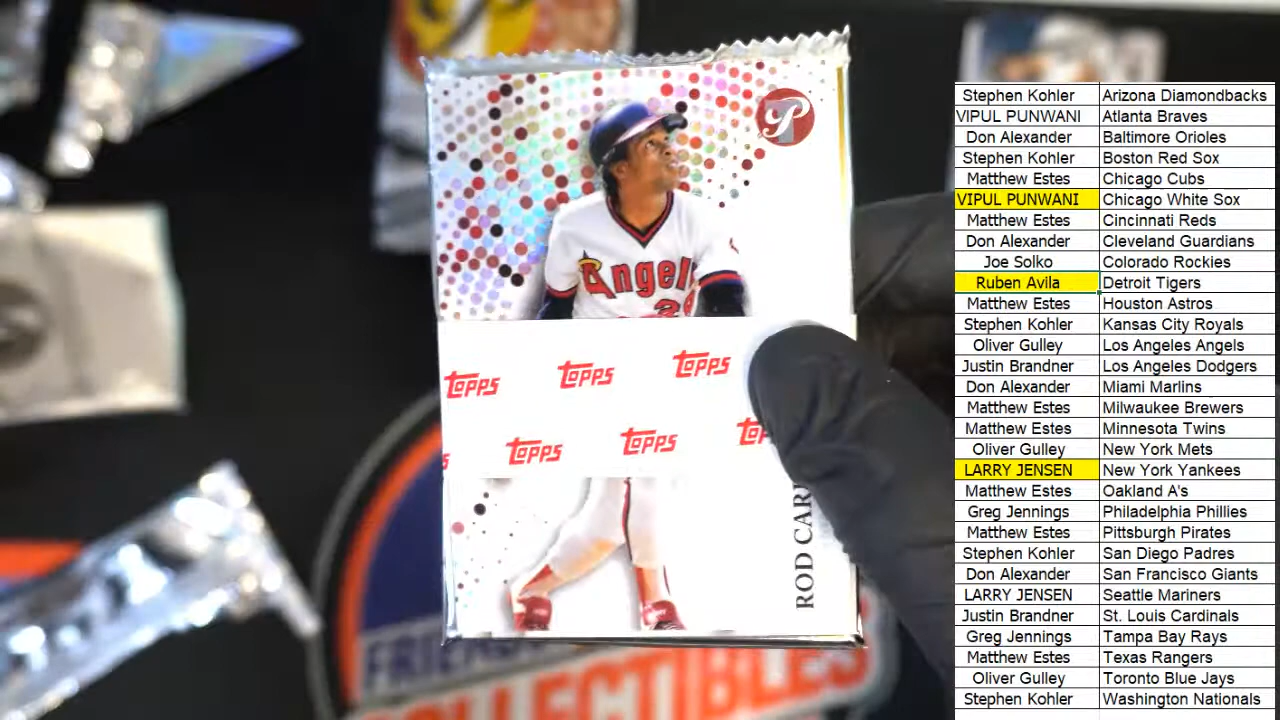 P
Angel
TOPPS TOPPS TOPPS
TOPPS TOPPS
ROD CAR
COLLECTIBLES
Stephen Kohler Arizona Diamondbacks
VIPUL PUNWANI Atlanta Braves
Don Alexander Baltimore Orioles
Stephen Kohler Boston Red Sox
Matthew Estes Chicago Cubs
VIPUL PUNWANI Chicago White Sox
Matthew Estes Cincinnati Reds
Don Alexander Cleveland Guardians
Joe Solko Colorado Rockies
Ruben Avila Detroit Tigers
Matthew Estes Houston Astros
Stephen Kohler Kansas City Royals
Oliver Gulley Los Angeles Angels
Justin Brandner Los Angeles Dodgers
Don Alexander Miami Marlins
Matthew Estes Milwaukee Brewers
Matthew Estes Minnesota Twins
Oliver Gulley New York Mets
LARRY JENSEN New York Yankees
Matthew Estes Oakland A's
Greg Jennings Philadelphia Phillies
Matthew Estes Pittsburgh Pirates
Stephen Kohler San Diego Padres
Don Alexander San Francisco Giants
LARRY JENSEN Seattle Mariners
Justin Brandner St. Louis Cardinals
Greg Jennings Tampa Bay Rays
Matthew Estes Texas Rangers
Oliver Gulley Toronto Blue Jays
Stephen Kohler Washington Nationals